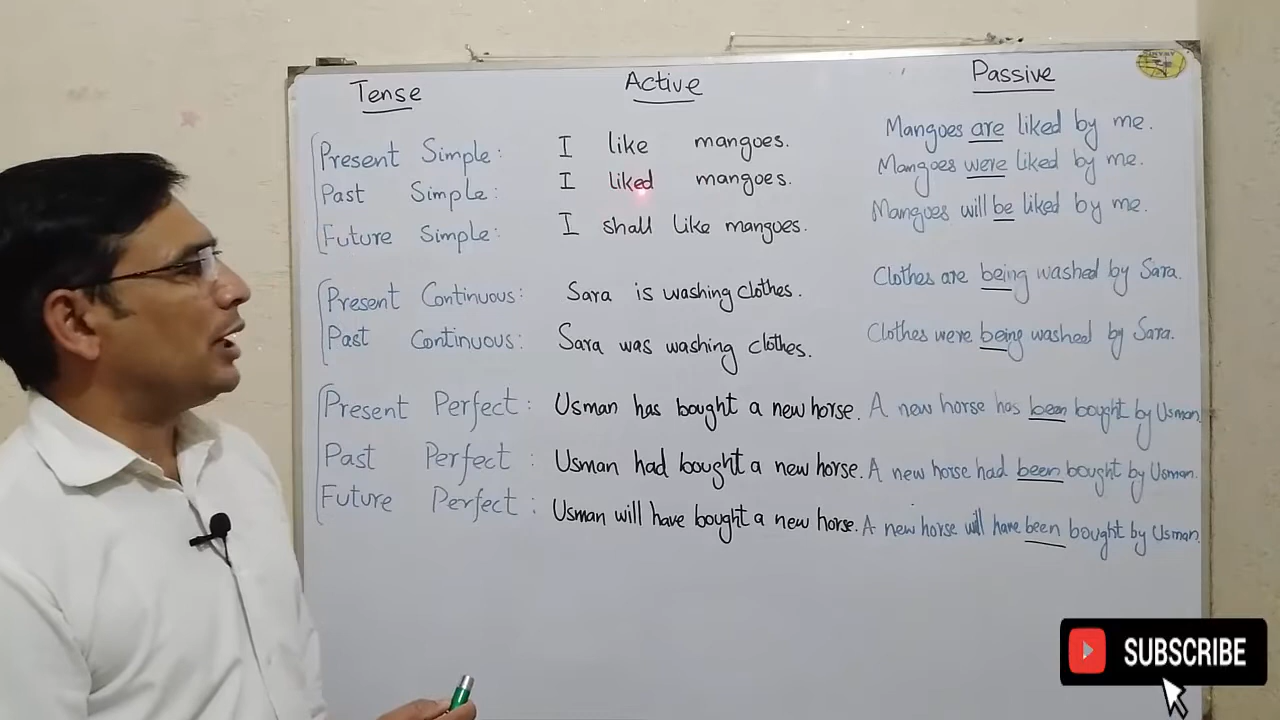 Tense Active Passive
Present Simple: I like mangoes. Mangoes are liked by me.
Past Simple: I liked mangoes. Mangoes were liked by me.
Future Simple: I shall like mangoes. Mangoes will be liked by me.
Present Continuous: Sara is washing clothes. Clothes are being washed by Sara.
Past Continuous: Sara was washing clothes. Clothes were being washed by Sara.
Present Perfect: Usman has bought a new horse. A new horse has been bought by Usman.
Past Perfect: Usman had bought a new horse. A new horse had been bought by Usman.
Future Perfect: Usman will have bought a new horse. A new horse will have been bought by Usman.
SUBSCRIBE